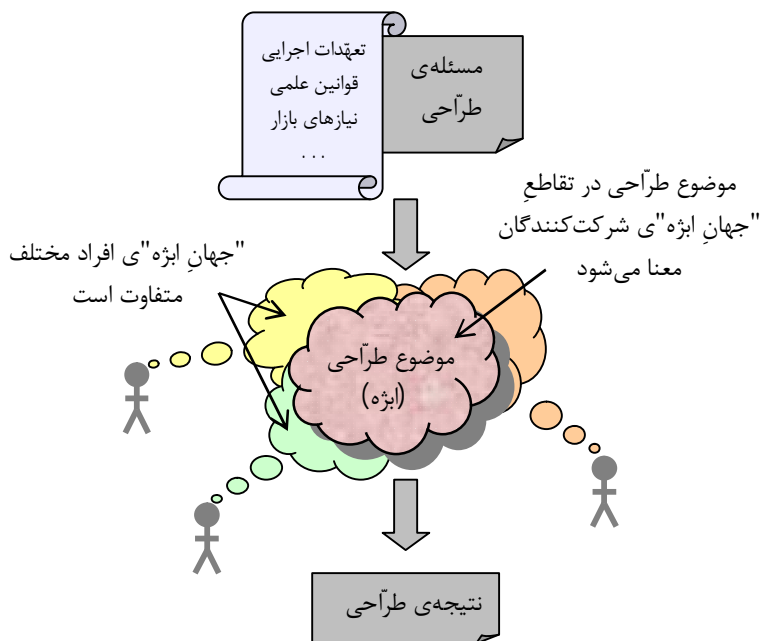 تعهّدات اجرایی
قوانین علمی
نیازهای بازار
. . .
مسئله‌ی
طرّاحی
موضوع طرّاحی در تقاطعِ
"جهانِ ابژه"ی شرکت‌کنندگان
معنا می‌شود
"جهانِ ابژه"ی افراد مختلف
متفاوت است
موضوع طرّاحی
(ابژه)
نتیجه‌ی طرّاحی